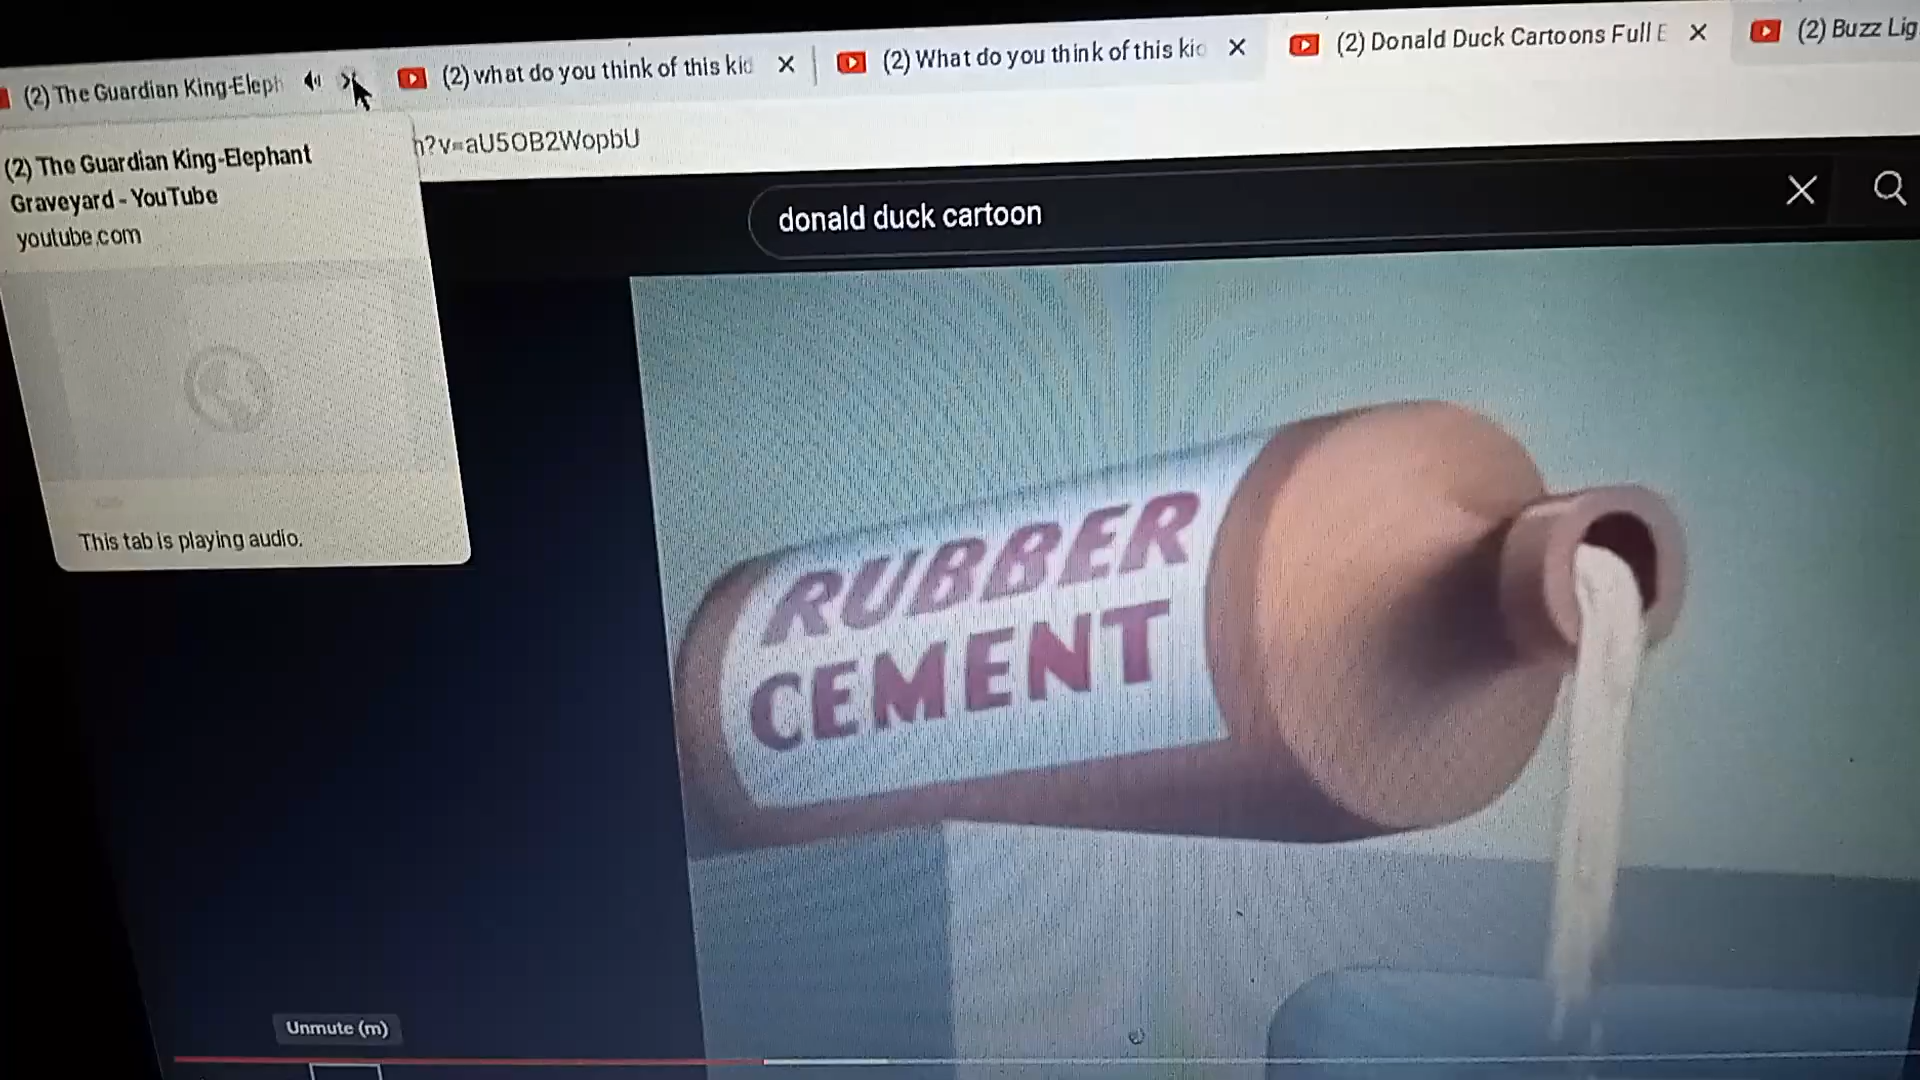 (2) The Guardian King-Eleph
(2) what do you think of this kid
(2) What do you think of this kid
(2) Donald Duck Cartoons Full E
(2) Buzz Lig
h?v=aU5OB2WopbU
(2) The Guardian King-Elephant
Graveyard - YouTube
youtube.com
This tab is playing audio.
donald duck cartoon
RUBBER
CEMENT
Unmute (m)